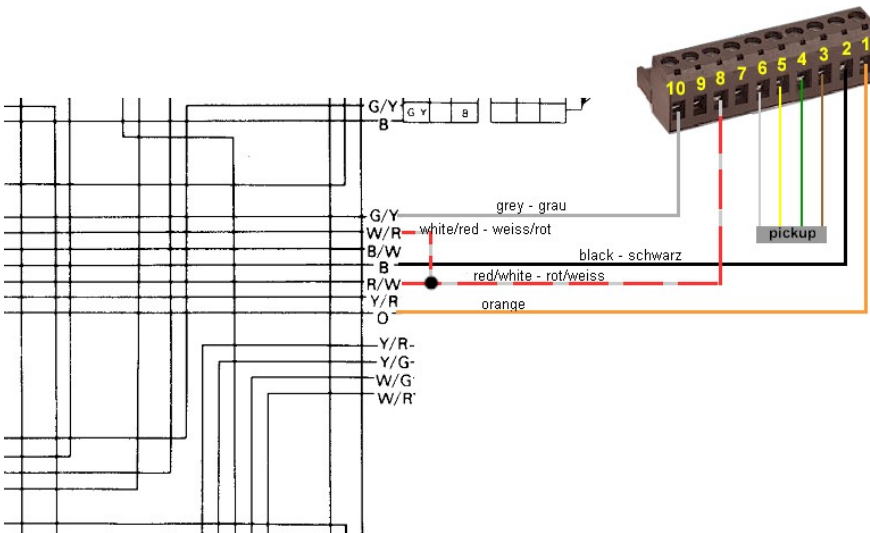 10 9 8 7 6 5 4 3 2 1
G/Y
B
G Y B
G/Y
grey - grau
W/R
white/red - weiss/rot
pickup
B/W
B
black - schwarz
R/W
red/white - rot/weiss
Y/R
O
orange
Y/R
Y/G
W/G
W/R